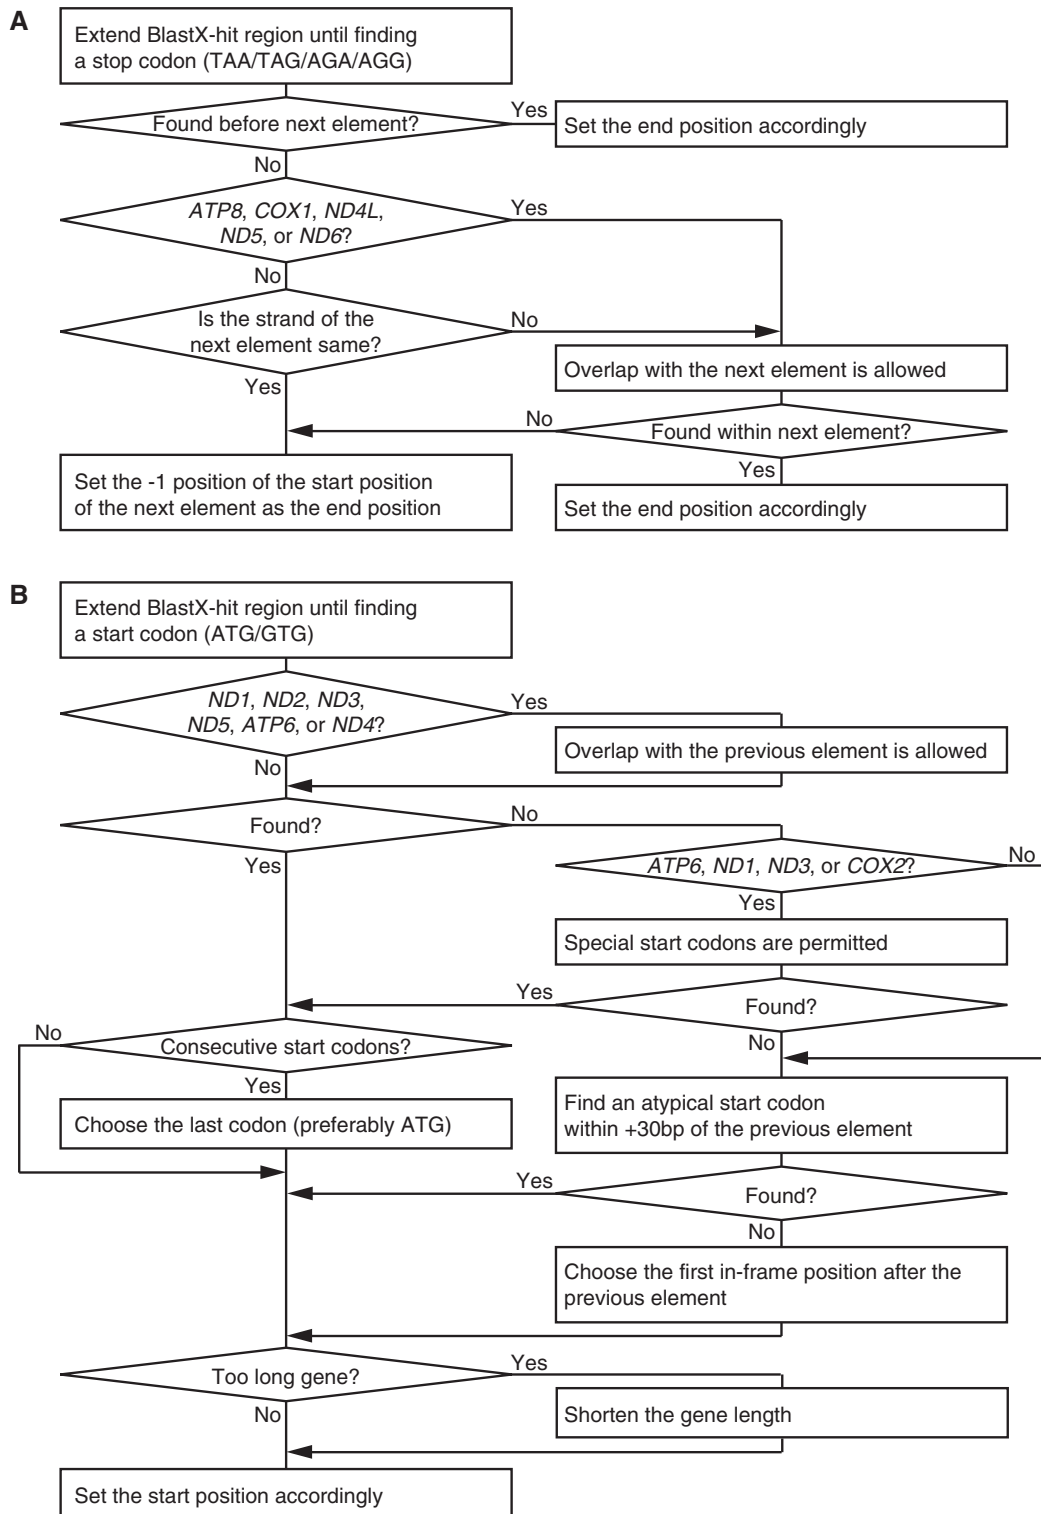 A
Extend BlastX-hit region until finding
a stop codon (TAA/TAG/AGA/AGG)
Found before next element?
Yes
Set the end position accordingly
No
ATP8, COX1, ND4L,
ND5, or ND6?
Yes
No
Is the strand of the
next element same?
No
Yes
Overlap with the next element is allowed
Found within next element?
No
Yes
Set the -1 position of the start position
of the next element as the end position
Set the end position accordingly
B
Extend BlastX-hit region until finding
a start codon (ATG/GTG)
ND1, ND2, ND3,
ND5, ATP6, or ND4?
Yes
Overlap with the previous element is allowed
No
Found?
No
Yes
ATP6, ND1, ND3, or COX2?
No
Yes
Special start codons are permitted
Found?
Yes
No
Consecutive start codons?
No
Yes
Choose the last codon (preferably ATG)
Find an atypical start codon
within +30bp of the previous element
Found?
Yes
No
Choose the first in-frame position after the
previous element
Too long gene?
Yes
No
Shorten the gene length
Set the start position accordingly